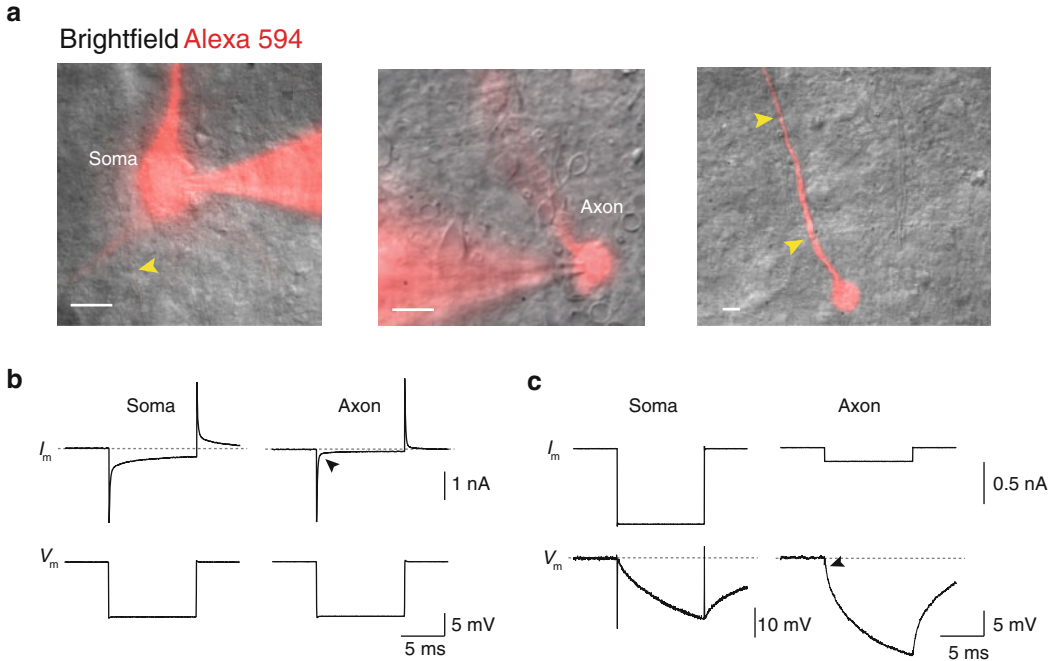 a
Brightfield Alexa 594
Soma
Axon
b
Soma
Axon
I m
1 nA
V m
5 mV
5 ms
c
Soma
Axon
I m
0.5 nA
V m
10 mV
5 mV
5 ms